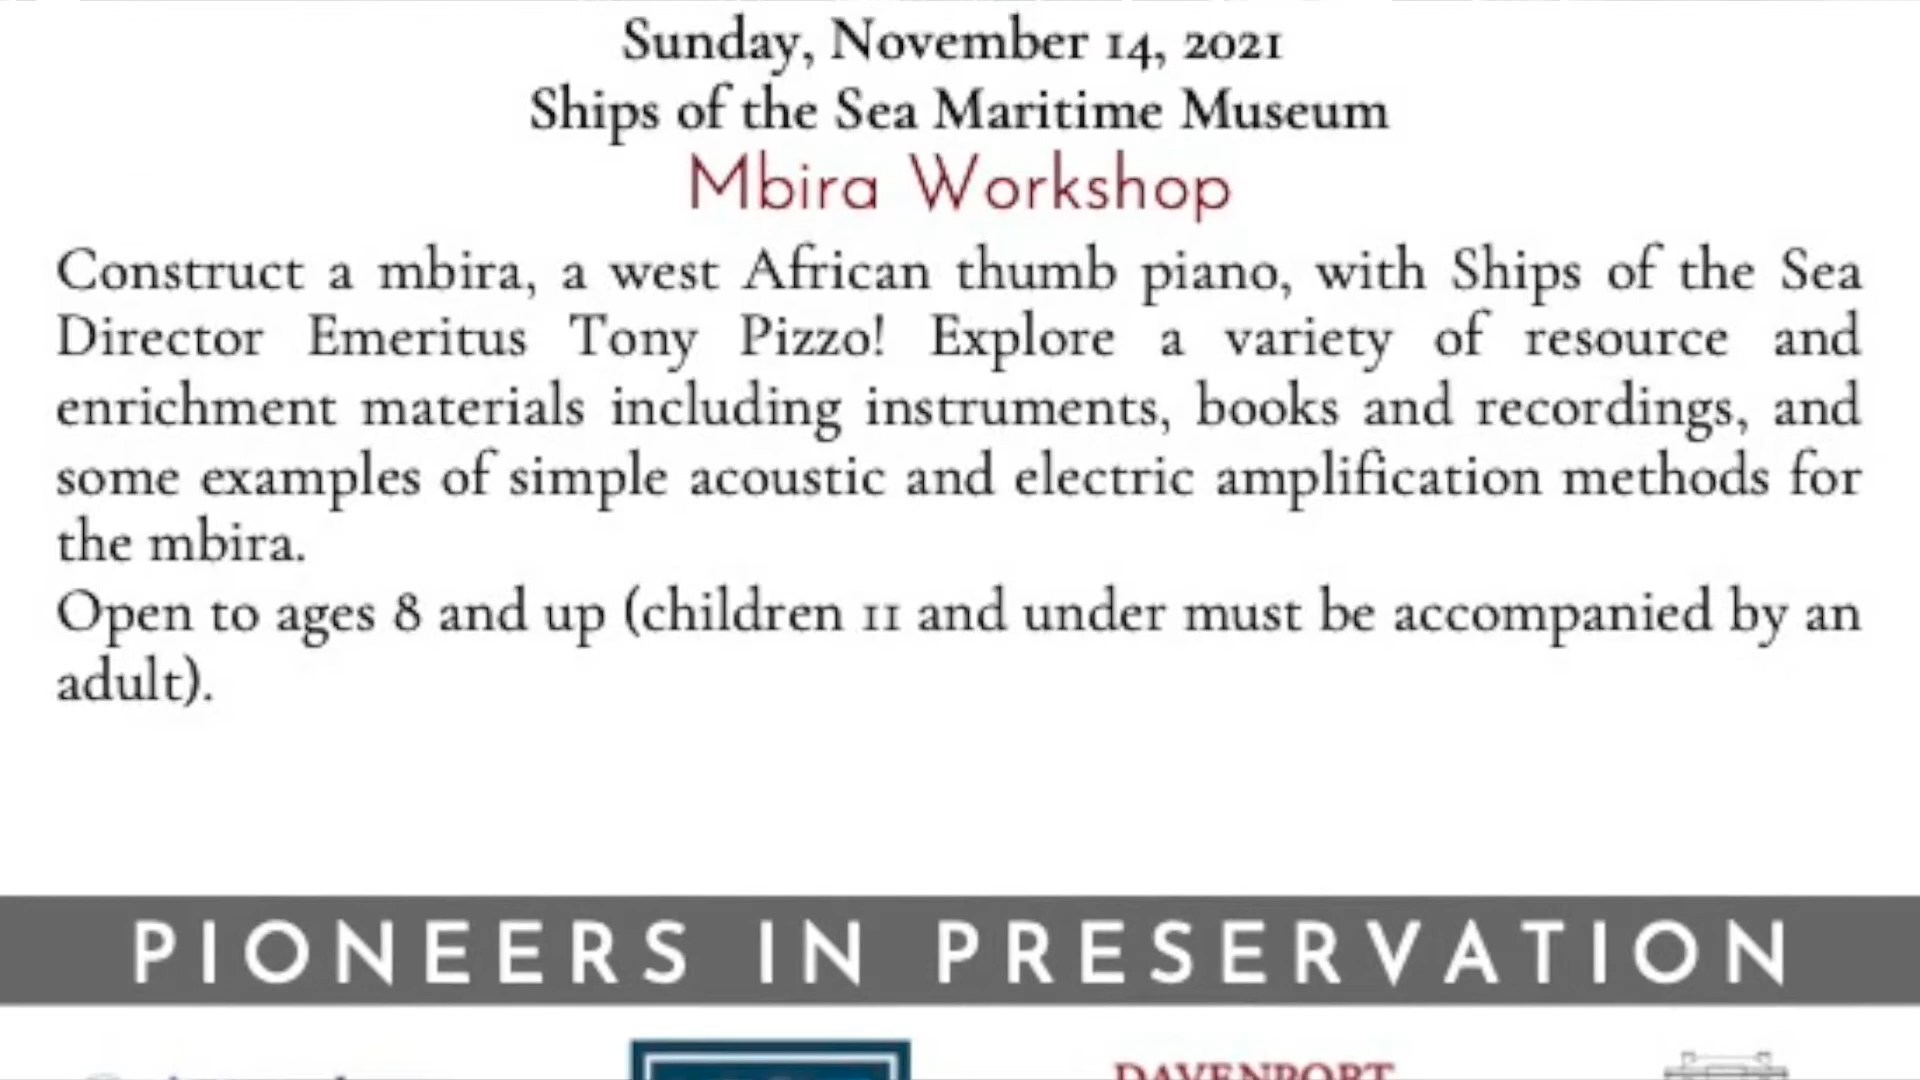 Sunday, November 14, 2021
Ships of the Sea Maritime Museum
Mbira Workshop
Construct a mbira, a west African thumb piano, with Ships of the Sea
Director Emeritus Tony Pizzo! Explore a variety of resource and
enrichment materials including instruments, books and recordings, and
some examples of simple acoustic and electric amplification methods for
the mbira.
Open to ages 8 and up (children 11 and under must be accompanied by an
adult).
PIONEERS IN PRESERVATION
DAVENPORT